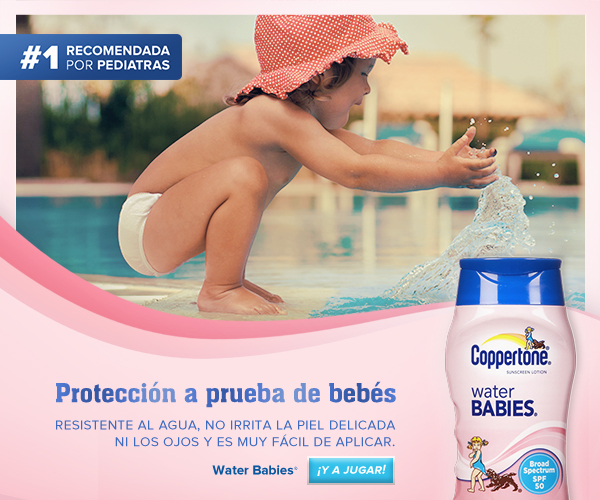 #1 RECOMENDADA
POR PEDIATRAS
Protección a prueba de bebés
RESISTENTE AL AGUA, NO IRRITA LA PIEL DELICADA
NI LOS OJOS Y ES MUY FÁCIL DE APLICAR.
Water Babies®
¡Y A JUGAR!
Coppertone®
SUNSCREEN LOTION
water
BABIES®
Broad
Spectrum
SPF
50